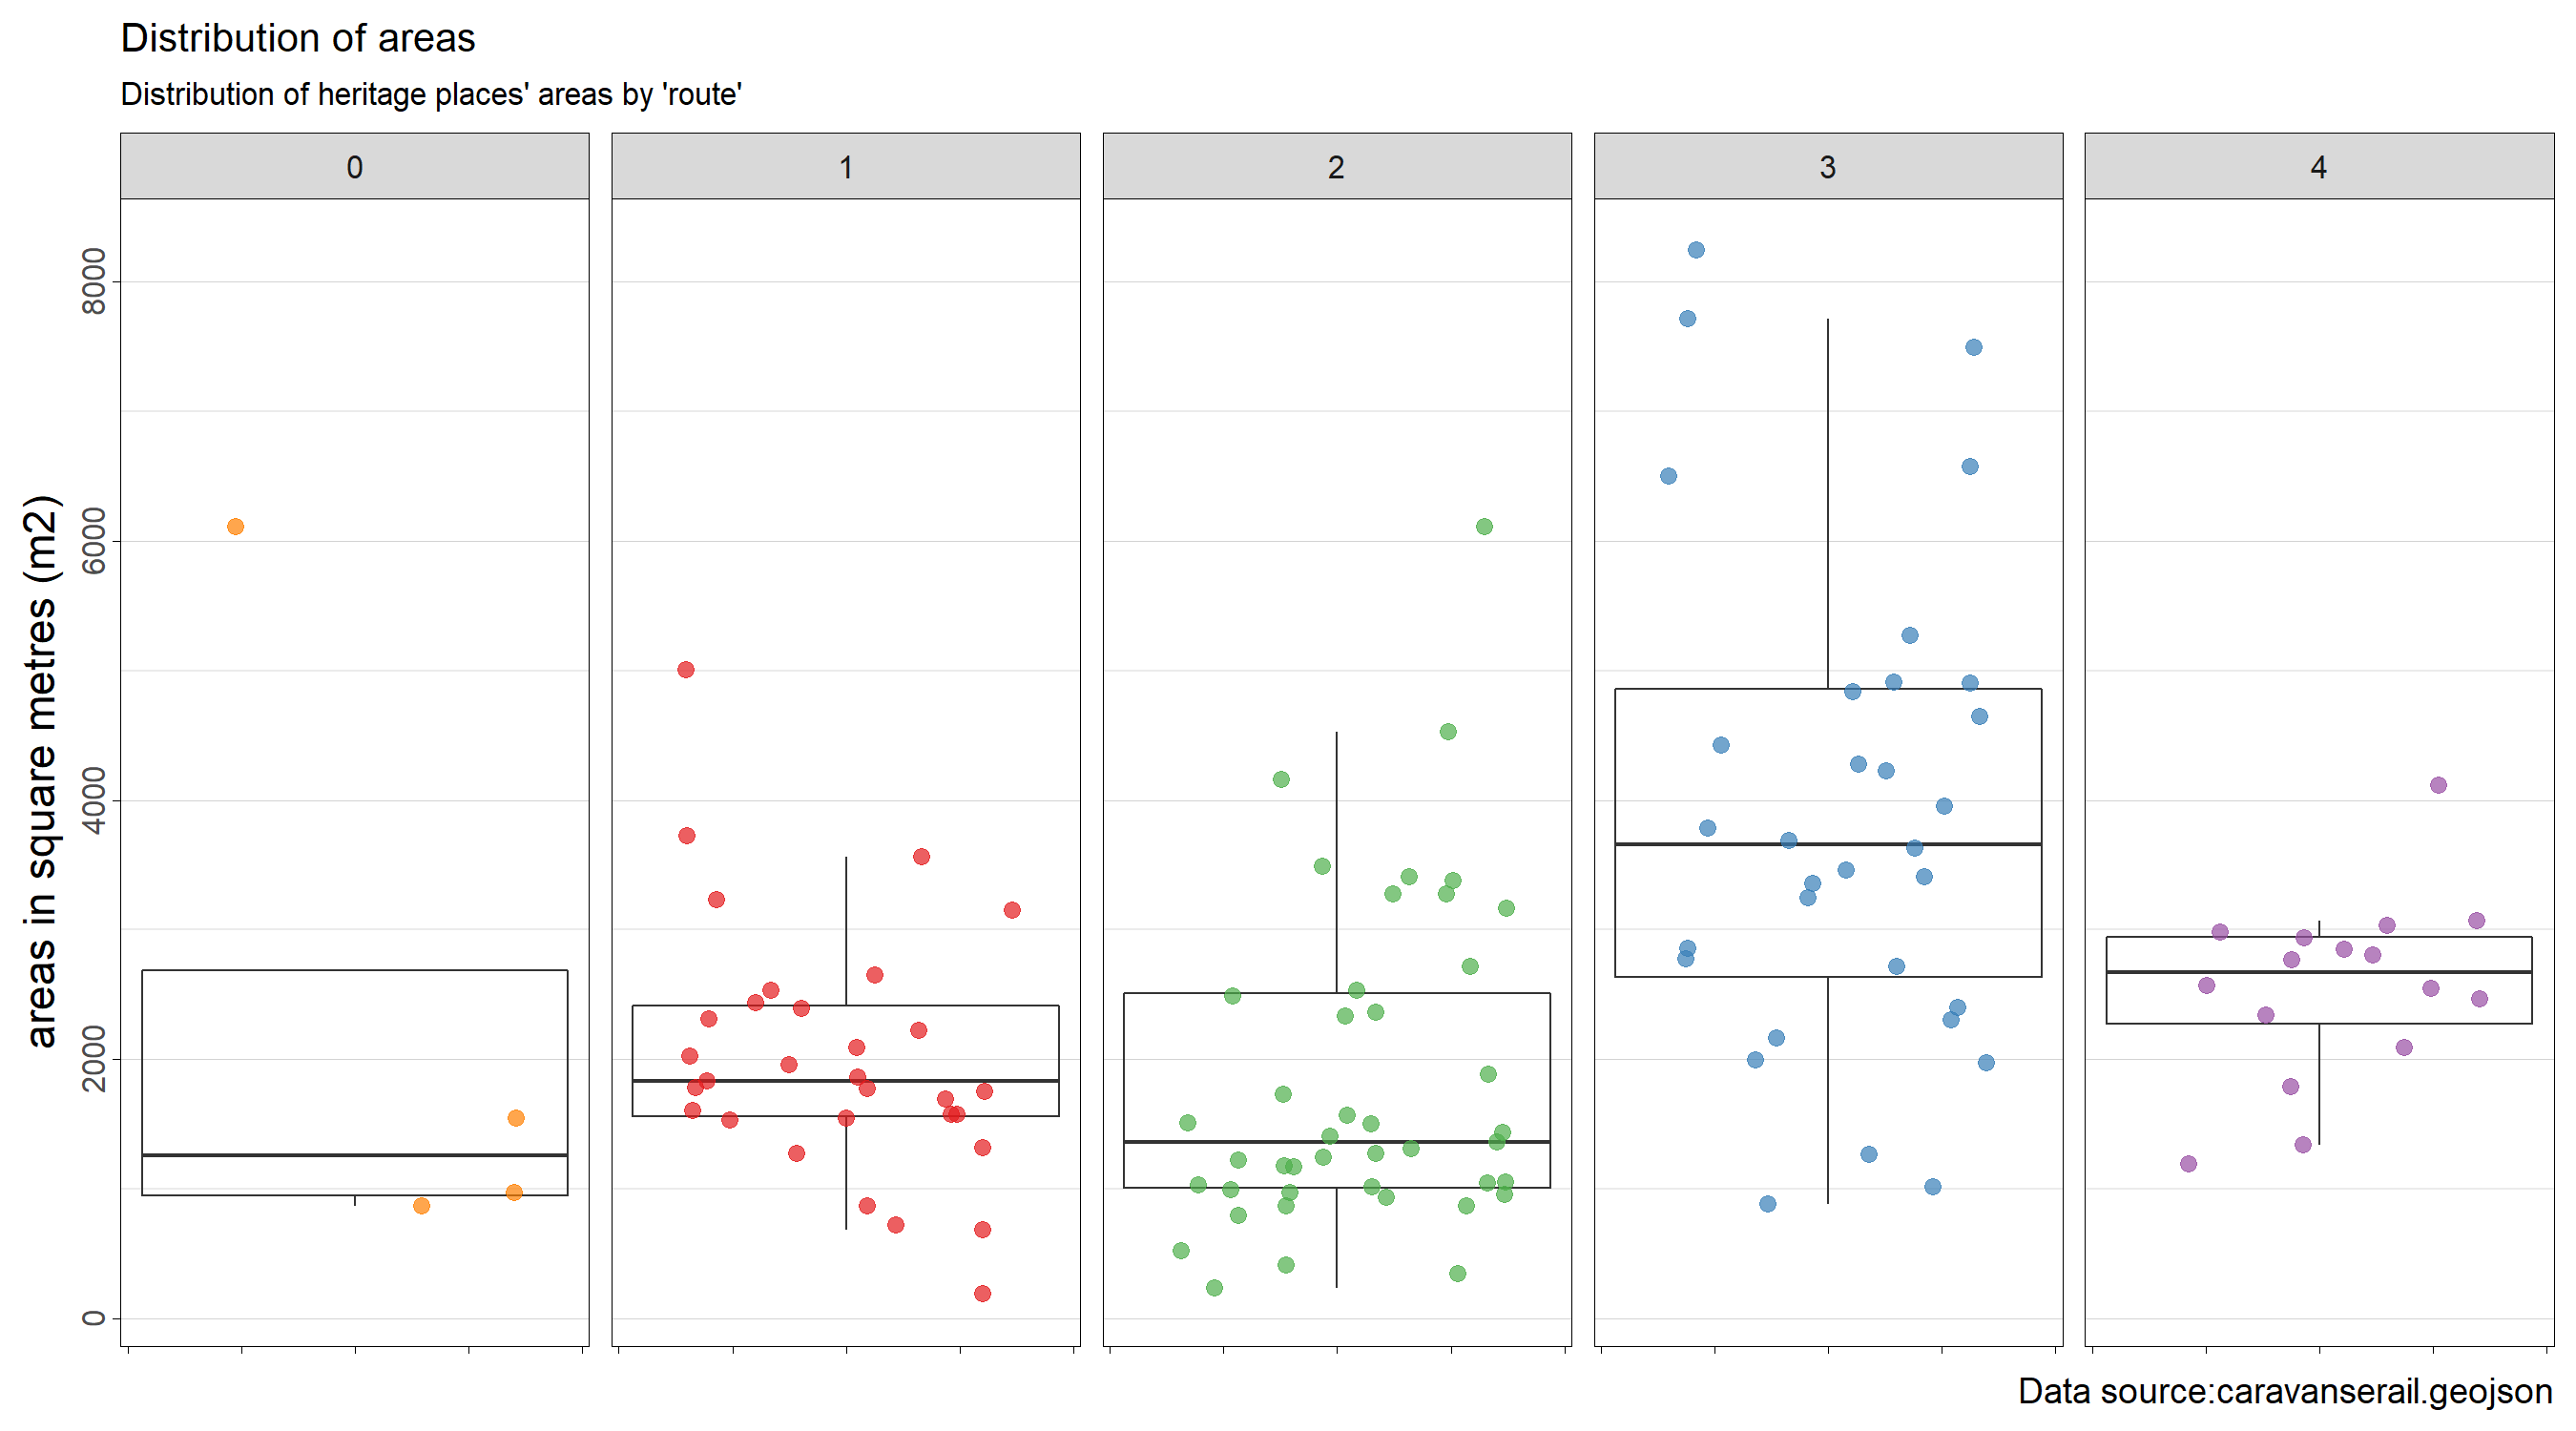 Distribution of areas
Distribution of heritage places' areas by 'route'
0 1 2 3 4
areas in square metres (m2)
8000
6000
4000
2000
0
Data source:caravanserail.geojson